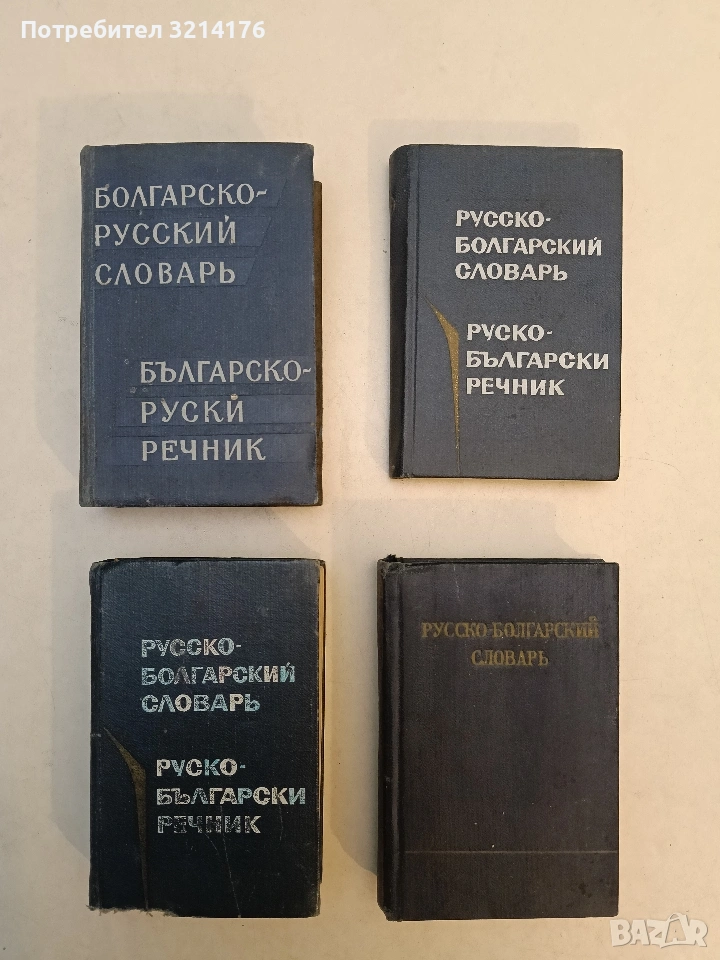 Потребител 3214176
БОЛГАРСКО-
РУССКИЙ
СЛОВАРЬ
БЪЛГАРСКО-
РУСКИ
РЕЧНИК
РУССКО-
БОЛГАРСКИЙ
СЛОВАРЬ
РУСКО-
БЪЛГАРСКИ
РЕЧНИК
РУССКО-
БОЛГАРСКИЙ
СЛОВАРЬ
РУСКО-
БЪЛГАРСКИ
РЕЧНИК
РУССКО-БОЛГАРСКИЙ
СЛОВАРЬ
BAZAR